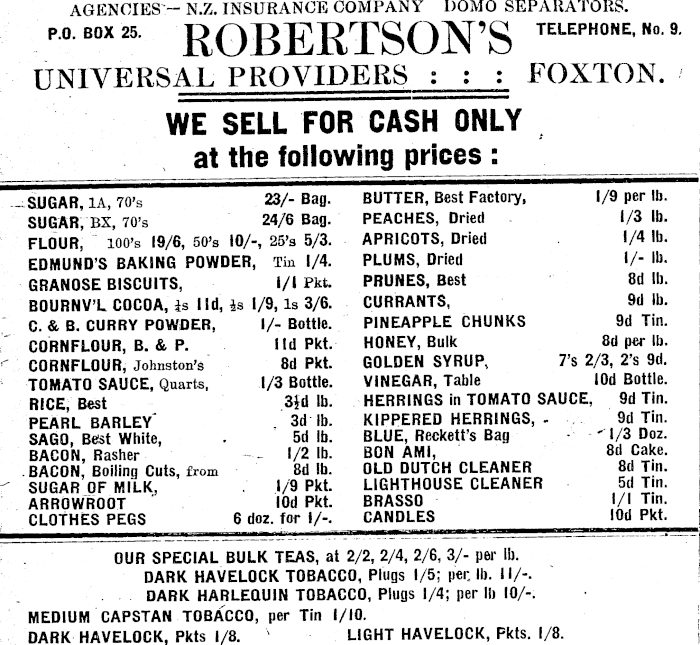 AGENCIES — N.Z. INSURANCE COMPANY DOMO SEPARATORS.
P.O. BOX 25. ROBERTSON'S TELEPHONE, No. 9.
UNIVERSAL PROVIDERS : : : FOXTON.
WE SELL FOR CASH ONLY
at the following prices :
SUGAR, 1A, 70's 23/- Bag.
SUGAR, BX, 70's 24/6 Bag.
FLOUR, 100's 19/6, 50's 10/-, 25's 5/3.
EDMUND'S BAKING POWDER, Tin 1/4.
GRANOSE BISCUITS, 1/1 Pkt.
BOURNV'L COCOA, ¼s 11d, ½s 1/9, 1s 3/6.
C. & B. CURRY POWDER, 1/- Bottle.
CORNFLOUR, B. & P. 11d Pkt.
CORNFLOUR, Johnston's 8d Pkt.
TOMATO SAUCE, Quarts, 1/3 Bottle.
RICE, Best 3½d lb.
PEARL BARLEY 3d lb.
SAGO, Best White, 5d lb.
BACON, Rasher 1/2 lb.
BACON, Boiling Cuts, from 8d lb.
SUGAR OF MILK, 1/9 Pkt.
ARROWROOT 10d Pkt.
CLOTHES PEGS 6 doz. for 1/-.
BUTTER, Best Factory, 1/9 per lb.
PEACHES, Dried 1/3 lb.
APRICOTS, Dried 1/4 lb.
PLUMS, Dried 1/- lb.
PRUNES, Best 8d lb.
CURRANTS, 9d lb.
PINEAPPLE CHUNKS 9d Tin.
HONEY, Bulk 8d per lb.
GOLDEN SYRUP, 7's 2/3, 2's 9d.
VINEGAR, Table 10d Bottle.
HERRINGS in TOMATO SAUCE, 9d Tin.
KIPPERED HERRINGS, 9d Tin.
BLUE, Reckett's Bag 1/3 Doz.
BON AMI, 8d Cake.
OLD DUTCH CLEANER 8d Tin.
LIGHTHOUSE CLEANER 5d Tin.
BRASSO 1/1 Tin.
CANDLES 10d Pkt.
OUR SPECIAL BULK TEAS, at 2/2, 2/4, 2/6, 3/- per lb.
DARK HAVELOCK TOBACCO, Plugs 1/5; per lb. 11/-.
DARK HARLEQUIN TOBACCO, Plugs 1/4; per lb 10/-.
MEDIUM CAPSTAN TOBACCO, per Tin 1/10.
DARK HAVELOCK, Pkts 1/8. LIGHT HAVELOCK, Pkts. 1/8.